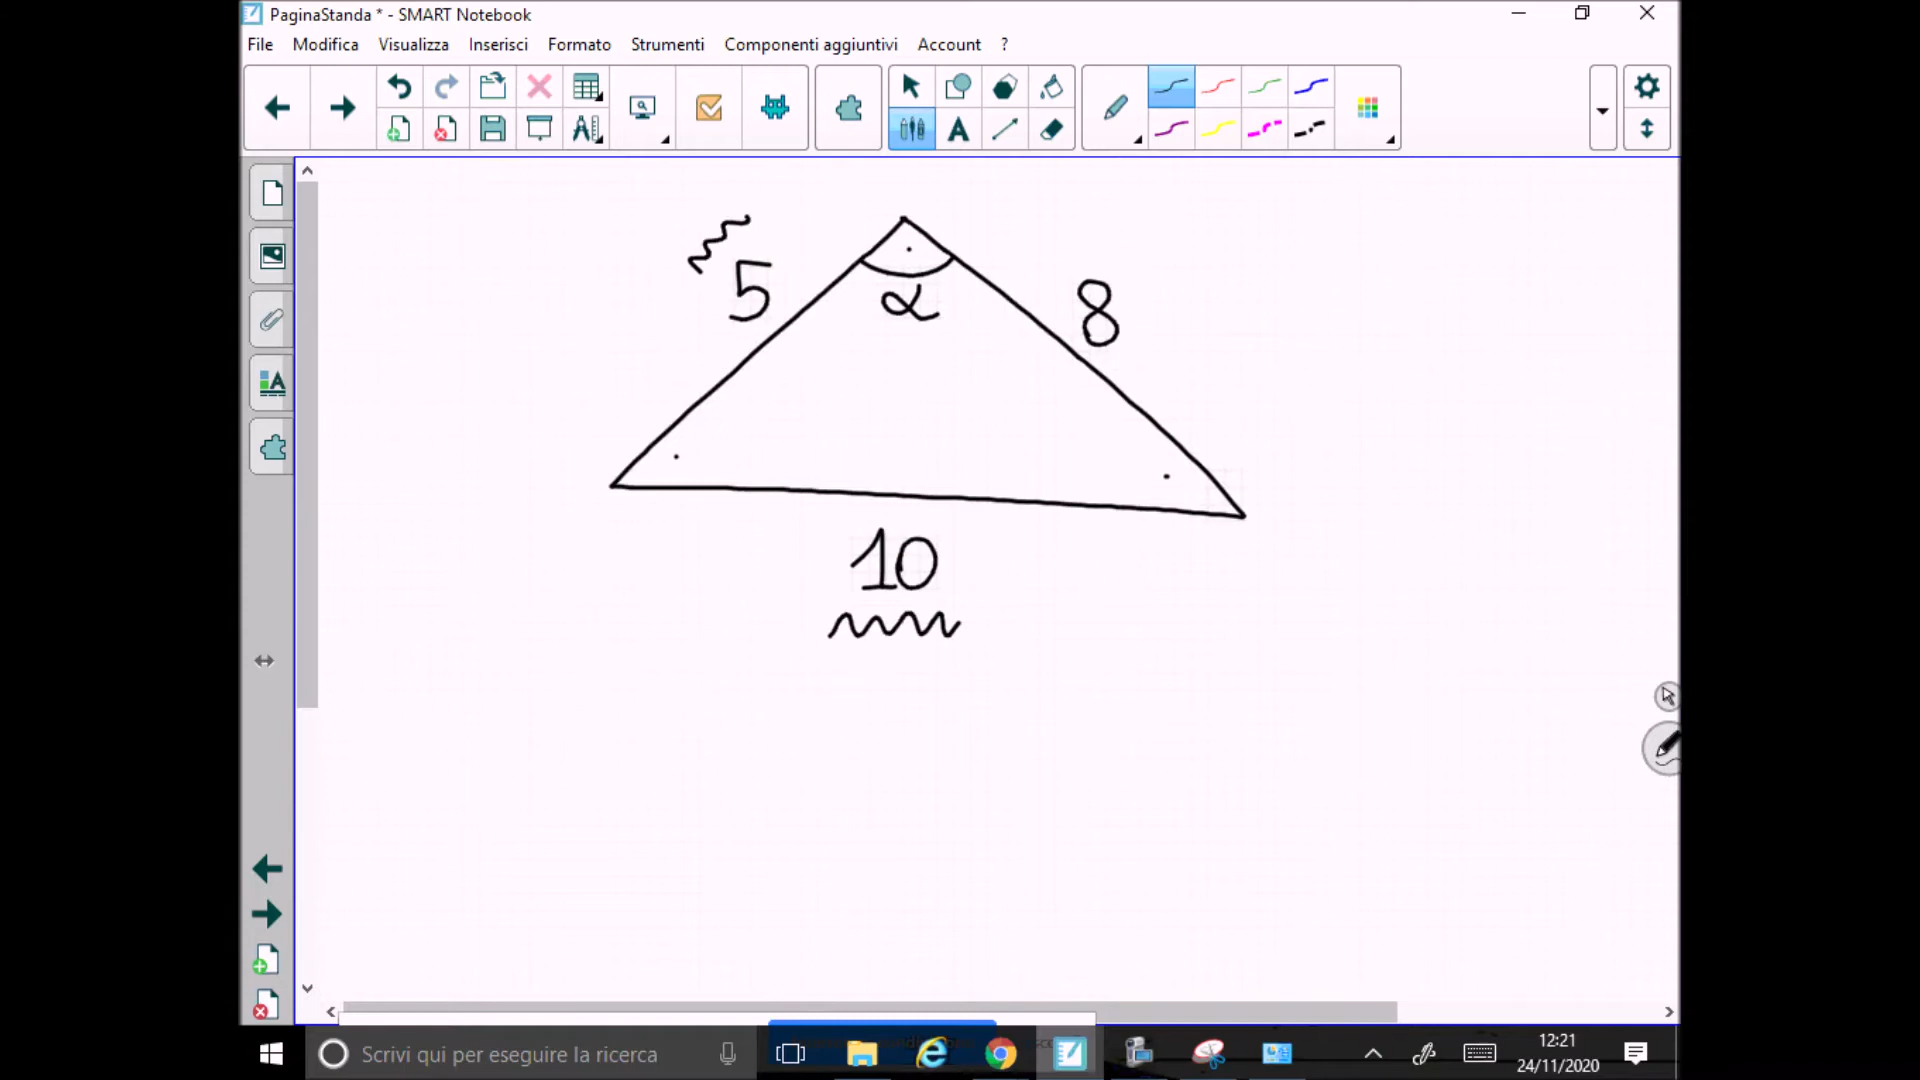 PaginaStanda * - SMART Notebook
File Modifica Visualizza Inserisci Formato Strumenti Componenti aggiuntivi Account ?
5
α
8
10
Scrivi qui per eseguire la ricerca
12:21
24/11/2020